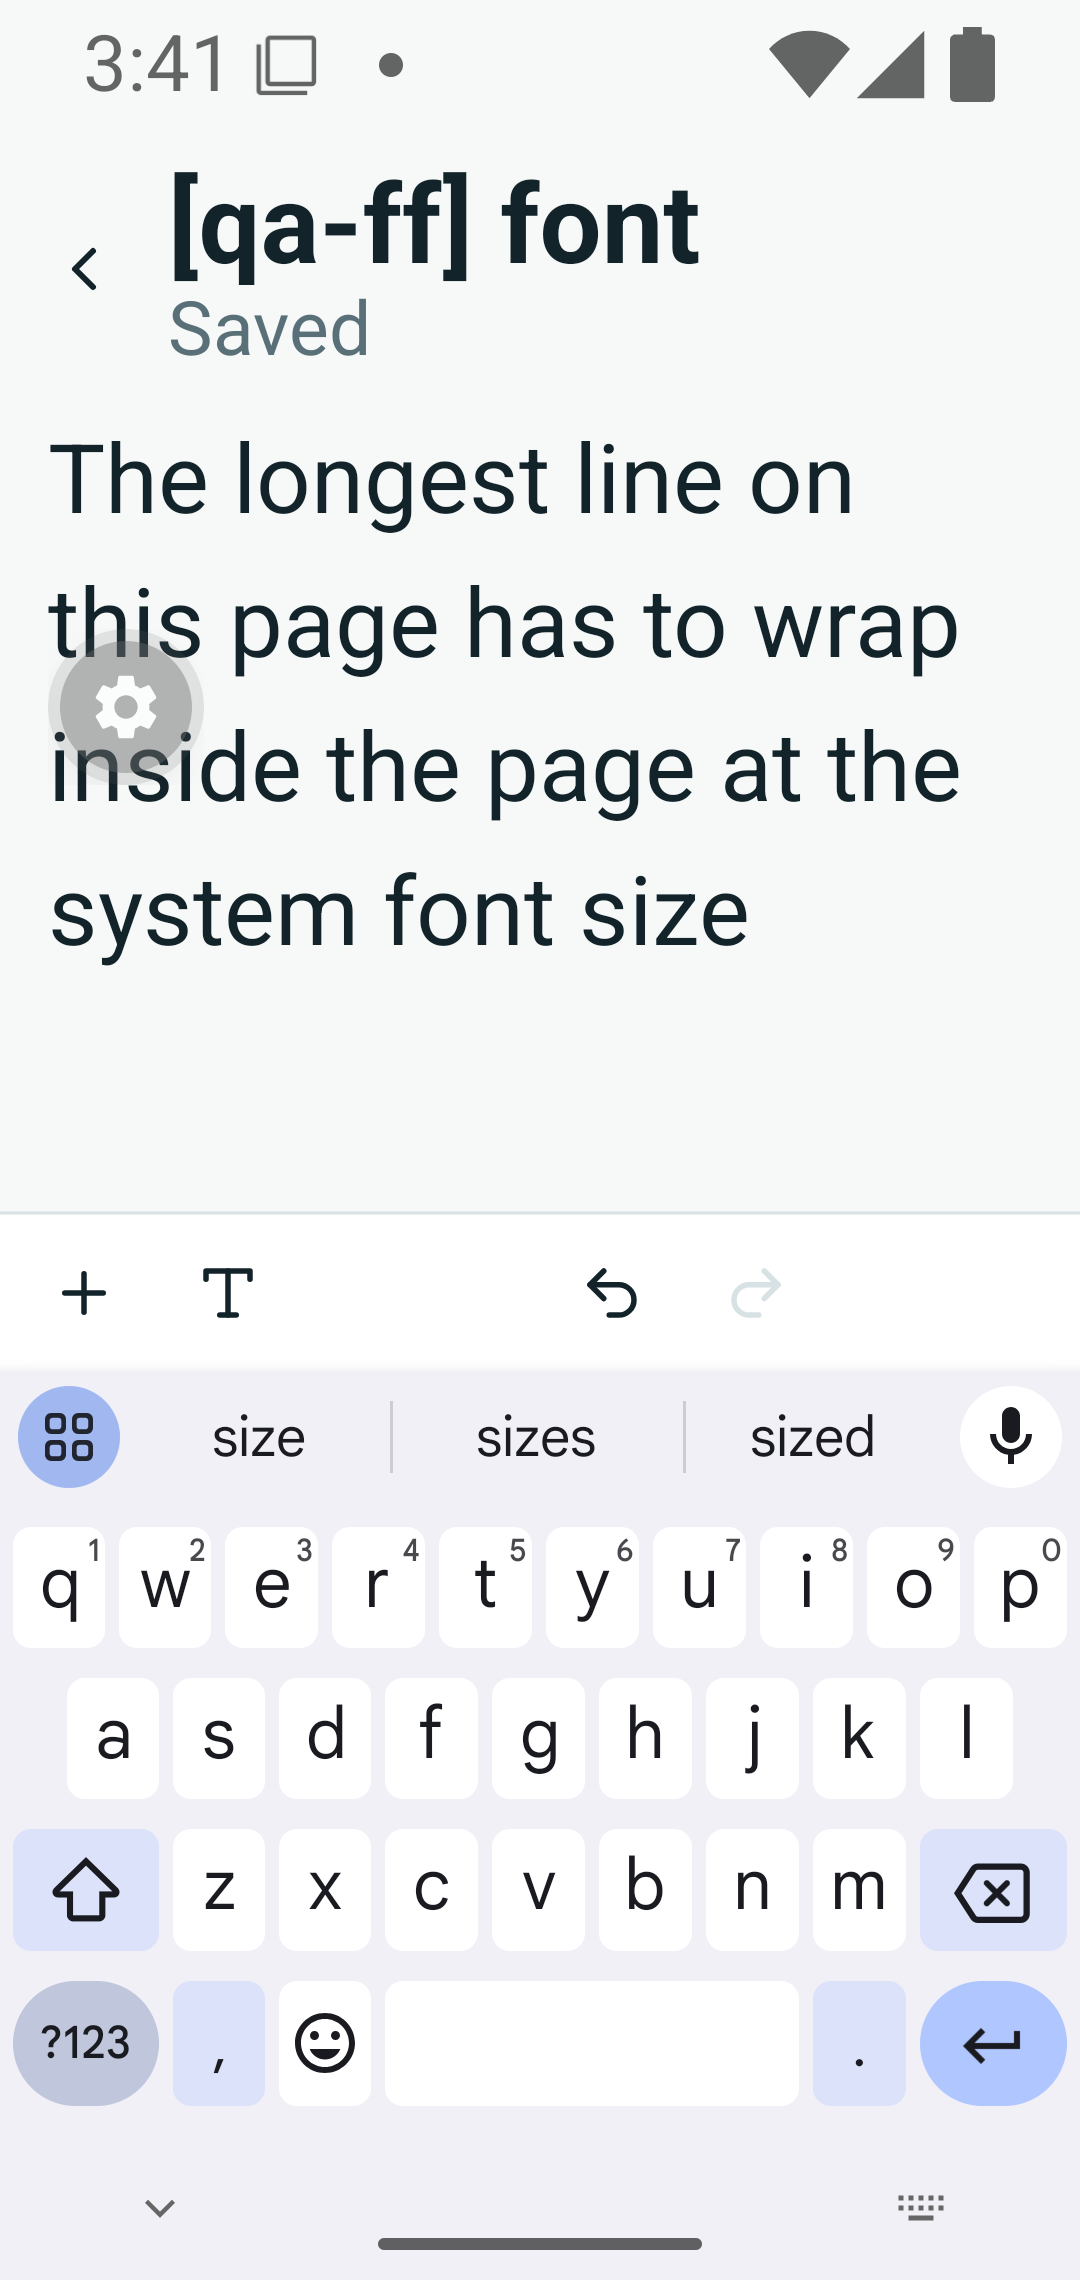 3:41
[qa-ff] font
Saved
The longest line on
this page has to wrap
inside the page at the
system font size
size sizes sized
q1 w2 e3 r4 t5 y6 u7 i8 o9 p0
a s d f g h j k l
z x c v b n m
?123 , .